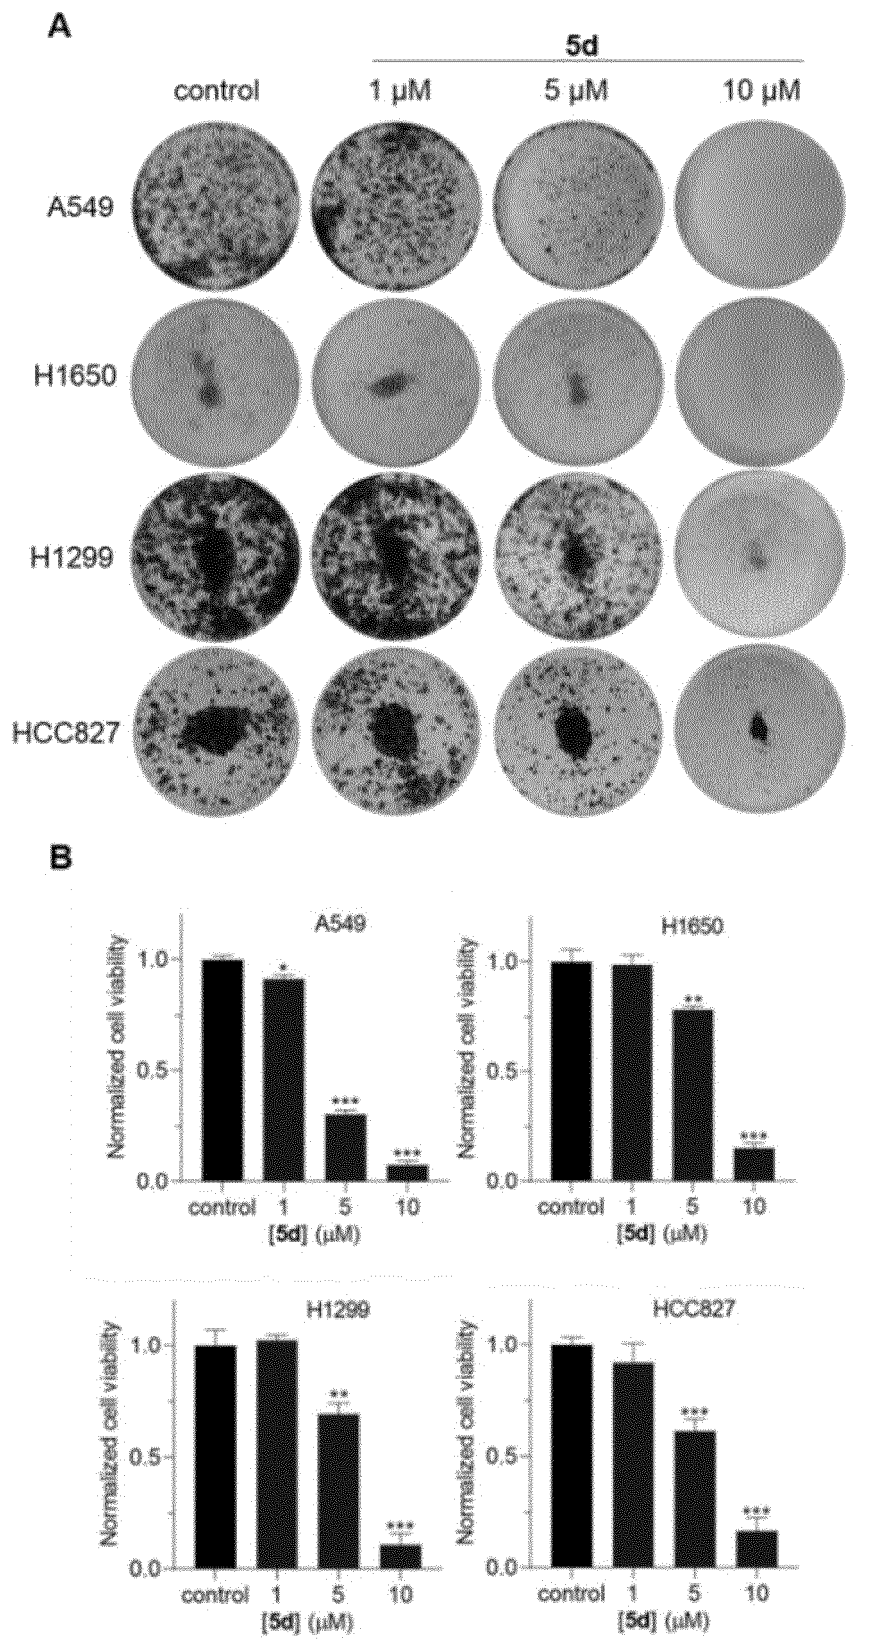 A
5d
control 1 µM 5 µM 10 µM
A549
H1650
H1299
HCC827
B
A549
Normalized cell viability
1.0
0.5
0.0
***
***
control 1 5 10
[5d] (µM)
H1650
Normalized cell viability
1.0
0.5
0.0
**
***
control 1 5 10
[5d] (µM)
H1299
Normalized cell viability
1.0
0.5
0.0
**
***
control 1 5 10
[5d] (µM)
HCC827
Normalized cell viability
1.0
0.5
0.0
***
***
control 1 5 10
[5d] (µM)